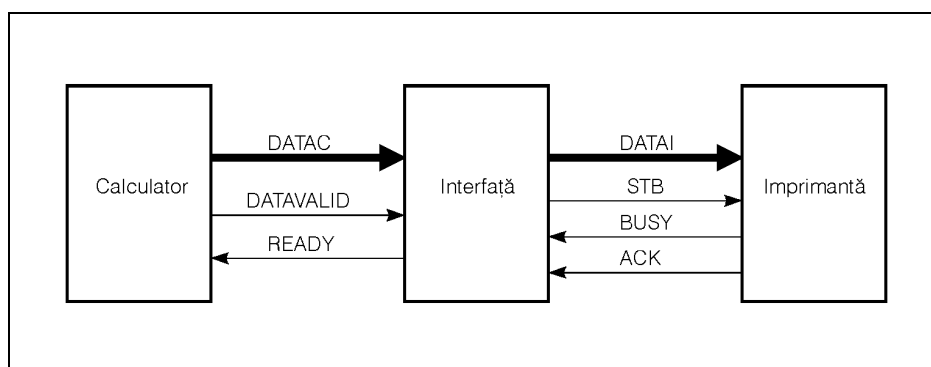 DATAC
DATAI
Calculator
Interfață
Imprimantă
DATAVALID
STB
BUSY
READY
ACK